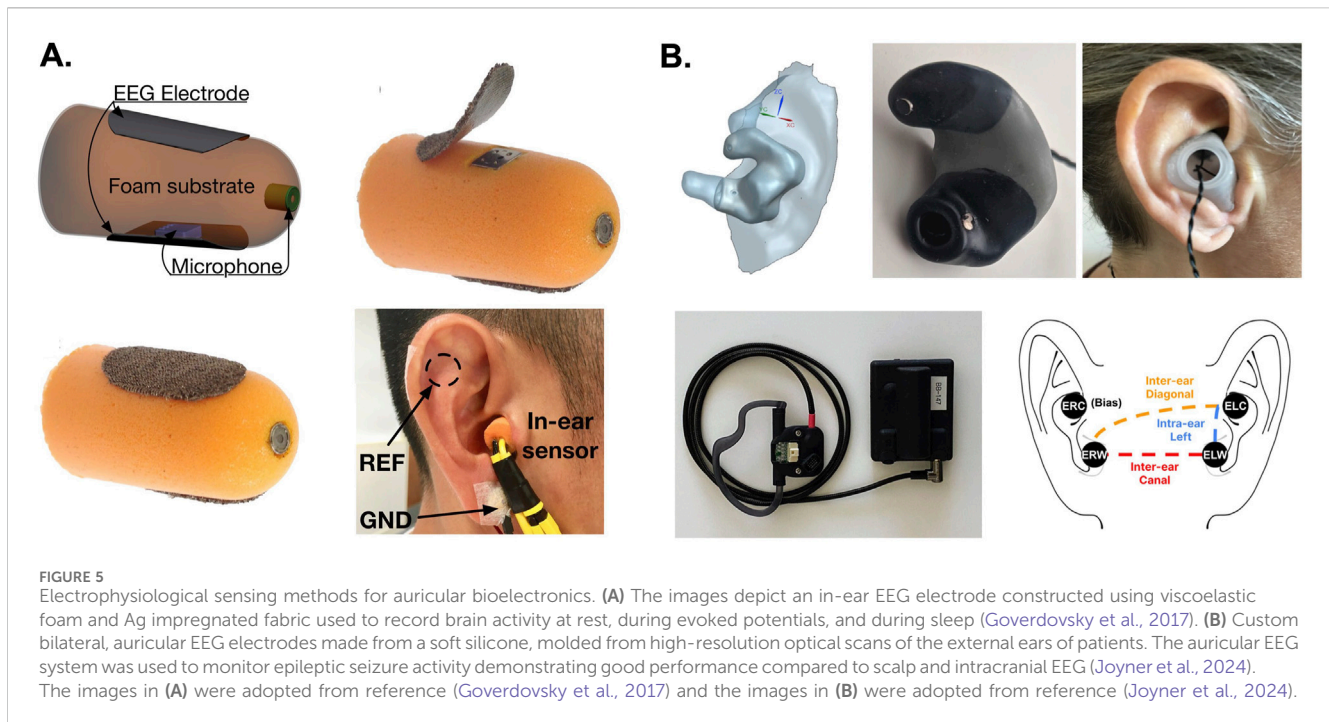 A.
EEG Electrode
Foam substrate
Microphone
REF
In-ear
sensor
GND
B.
BB-147
Inter-ear
Diagonal
ERC (Bias)
ELC
Intra-ear
Left
ERW
ELW
Inter-ear
Canal
FIGURE 5
Electrophysiological sensing methods for auricular bioelectronics. (A) The images depict an in-ear EEG electrode constructed using viscoelastic
foam and Ag impregnated fabric used to record brain activity at rest, during evoked potentials, and during sleep (Goverdovsky et al., 2017). (B) Custom
bilateral, auricular EEG electrodes made from a soft silicone, molded from high-resolution optical scans of the external ears of patients. The auricular EEG
system was used to monitor epileptic seizure activity demonstrating good performance compared to scalp and intracranial EEG (Joyner et al., 2024).
The images in (A) were adopted from reference (Goverdovsky et al., 2017) and the images in (B) were adopted from reference (Joyner et al., 2024).